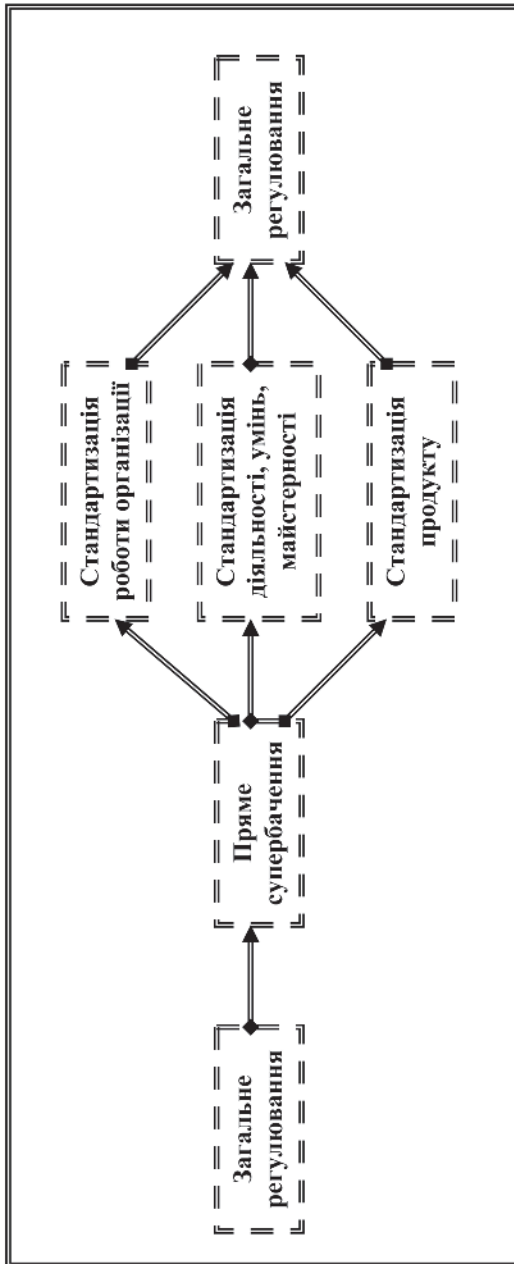 Загальне
регулювання
Пряме
супербачення
Стандартизація
роботи організації
Стандартизація
діяльності, умінь,
майстерності
Стандартизація
продукту
Загальне
регулювання